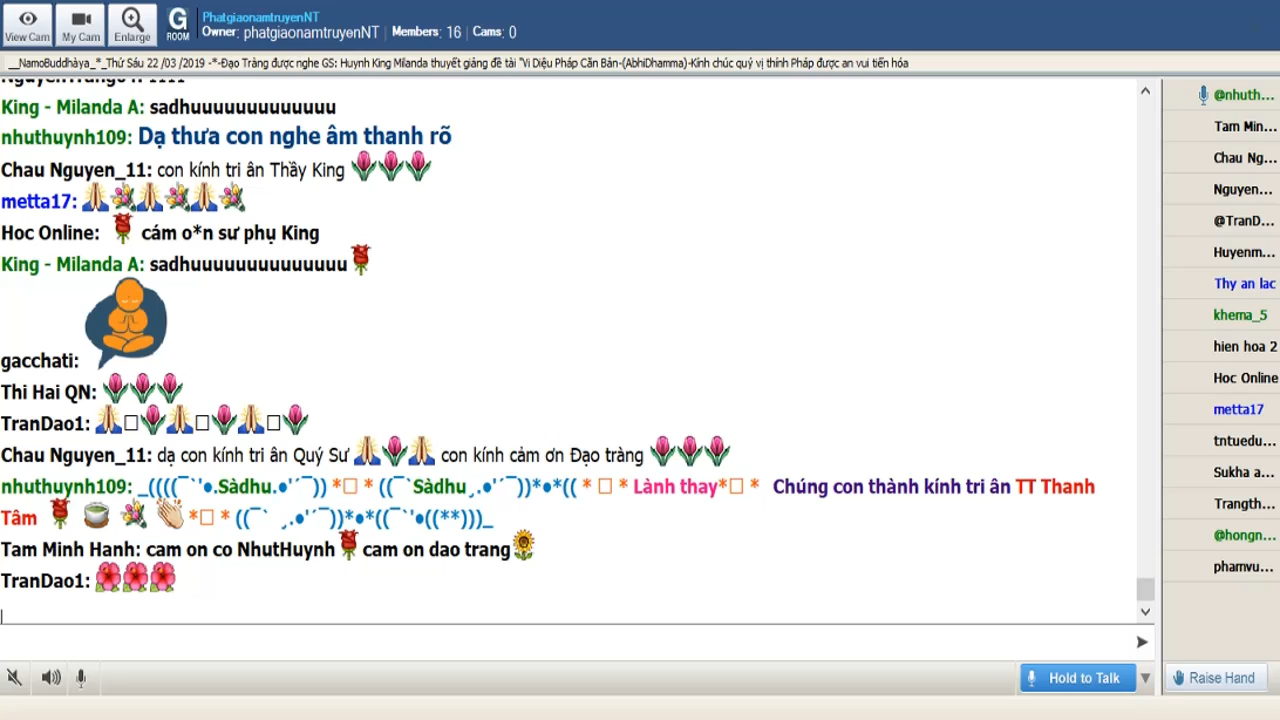 View Cam
My Cam
Enlarge
G
ROOM
PhatgiaonamtruyenNT
Owner: phatgiaonamtruyenNT | Members: 16 | Cams: 0
__NamoBuddhàya_*_Thứ Sáu 22 /03 /2019 -*-Đạo Tràng được nghe GS: Huynh King Milanda thuyết giảng đề tài "Vi Diệu Pháp Căn Bản-(AbhiDhamma)-Kính chúc quý vị thính Pháp được an vui tiến hóa
King - Milanda A: sadhuuuuuuuuuuuuu
nhuthuynh109: Dạ thưa con nghe âm thanh rõ
Chau Nguyen_11: con kính tri ân Thầy King 🌷🌷🌷
metta17: 🙏💐🙏💐🙏💐
Hoc Online: 🌹 cám o*n sư phụ King
King - Milanda A: sadhuuuuuuuuuuuuuu🌹
gacchati:
Thi Hai QN: 🌷🌷🌷
TranDao1: 🙏□🌷🙏□🌷🙏□🌷
Chau Nguyen_11: dạ con kính tri ân Quý Sư 🙏🌷🙏 con kính cảm ơn Đạo tràng 🌷🌷🌷
nhuthuynh109: _((((¯`'●.Sàdhu.●'´¯)) *□ * ((¯`Sàdhu¸.●'´¯))*●*(( * □ * Lành thay*□ * Chúng con thành kính tri ân TT Thanh
Tâm 🌹 🍵 💐 👏 *□ * ((¯` ¸.●'´¯))*●*((¯`'●((**)))_
Tam Minh Hanh: cam on co NhutHuynh🌹cam on dao trang🌻
TranDao1: 🌺🌺🌺
@nhuth...
Tam Min...
Chau Ng...
Nguyen...
@TranD...
Huyenm...
Thy an lac
khema_5
hien hoa 2
Hoc Online
metta17
tntuedu...
Sukha a...
Trangth...
@hongn...
phamvu...
Hold to Talk
Raise Hand